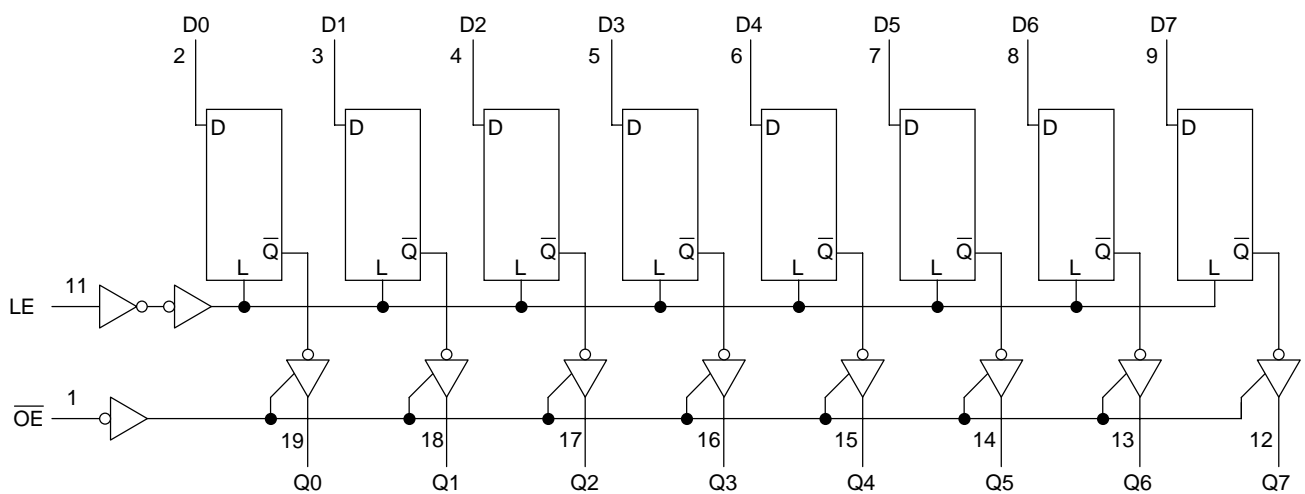 D0 D1 D2 D3 D4 D5 D6 D7
2 3 4 5 6 7 8 9
D D D D D D D D
Q̅ Q̅ Q̅ Q̅ Q̅ Q̅ Q̅ Q̅
L L L L L L L L
11
LE
1
O̅E̅
19 18 17 16 15 14 13 12
Q0 Q1 Q2 Q3 Q4 Q5 Q6 Q7